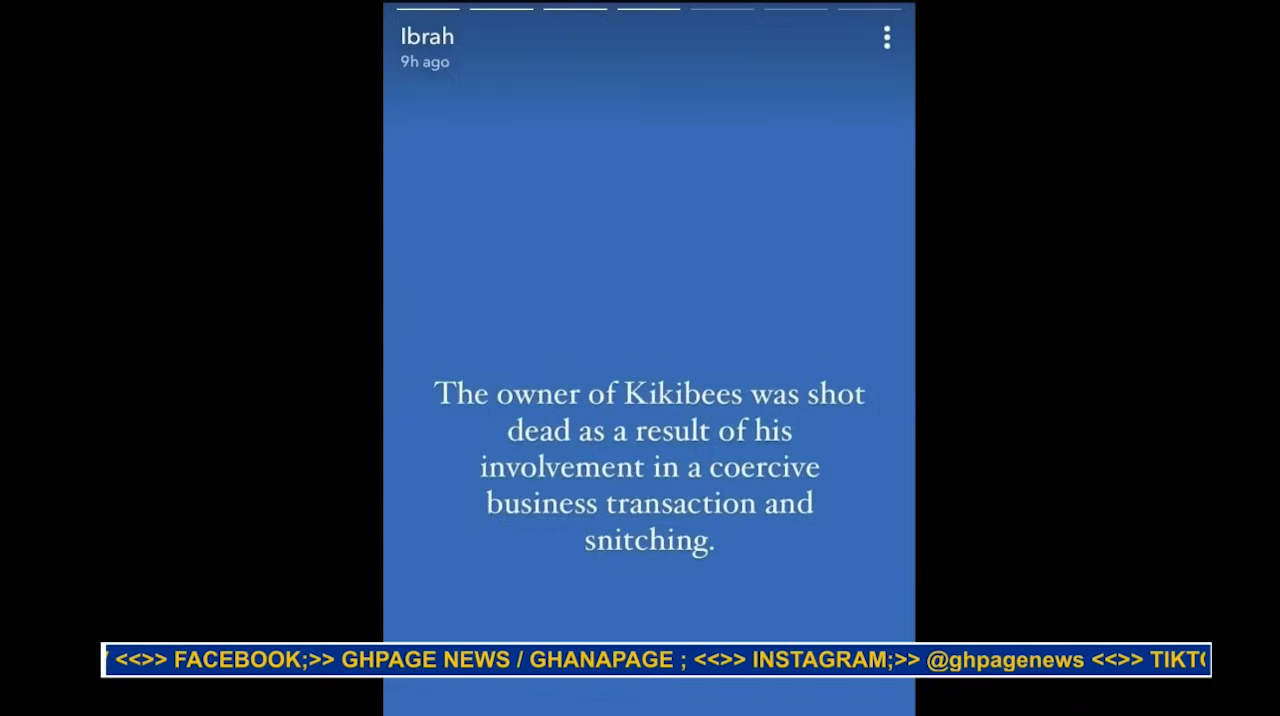 Ibrah
9h ago
The owner of Kikibees was shot
dead as a result of his
involvement in a coercive
business transaction and
snitching.
<<>> FACEBOOK;>> GHPAGE NEWS / GHANAPAGE ; <<>> INSTAGRAM;>> @ghpagenews <<>> TIKTO